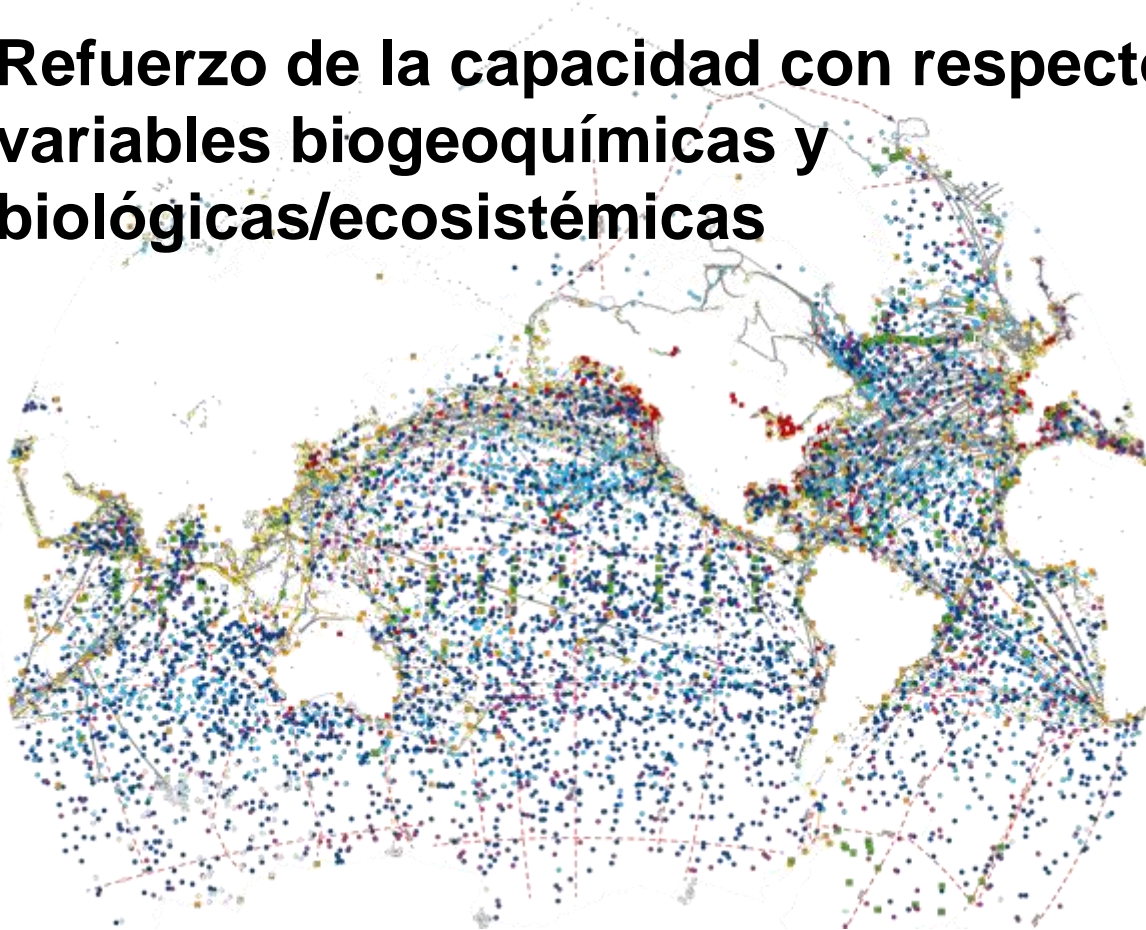 Refuerzo de la capacidad con respecto
variables biogeoquímicas y
biológicas/ecosistémicas